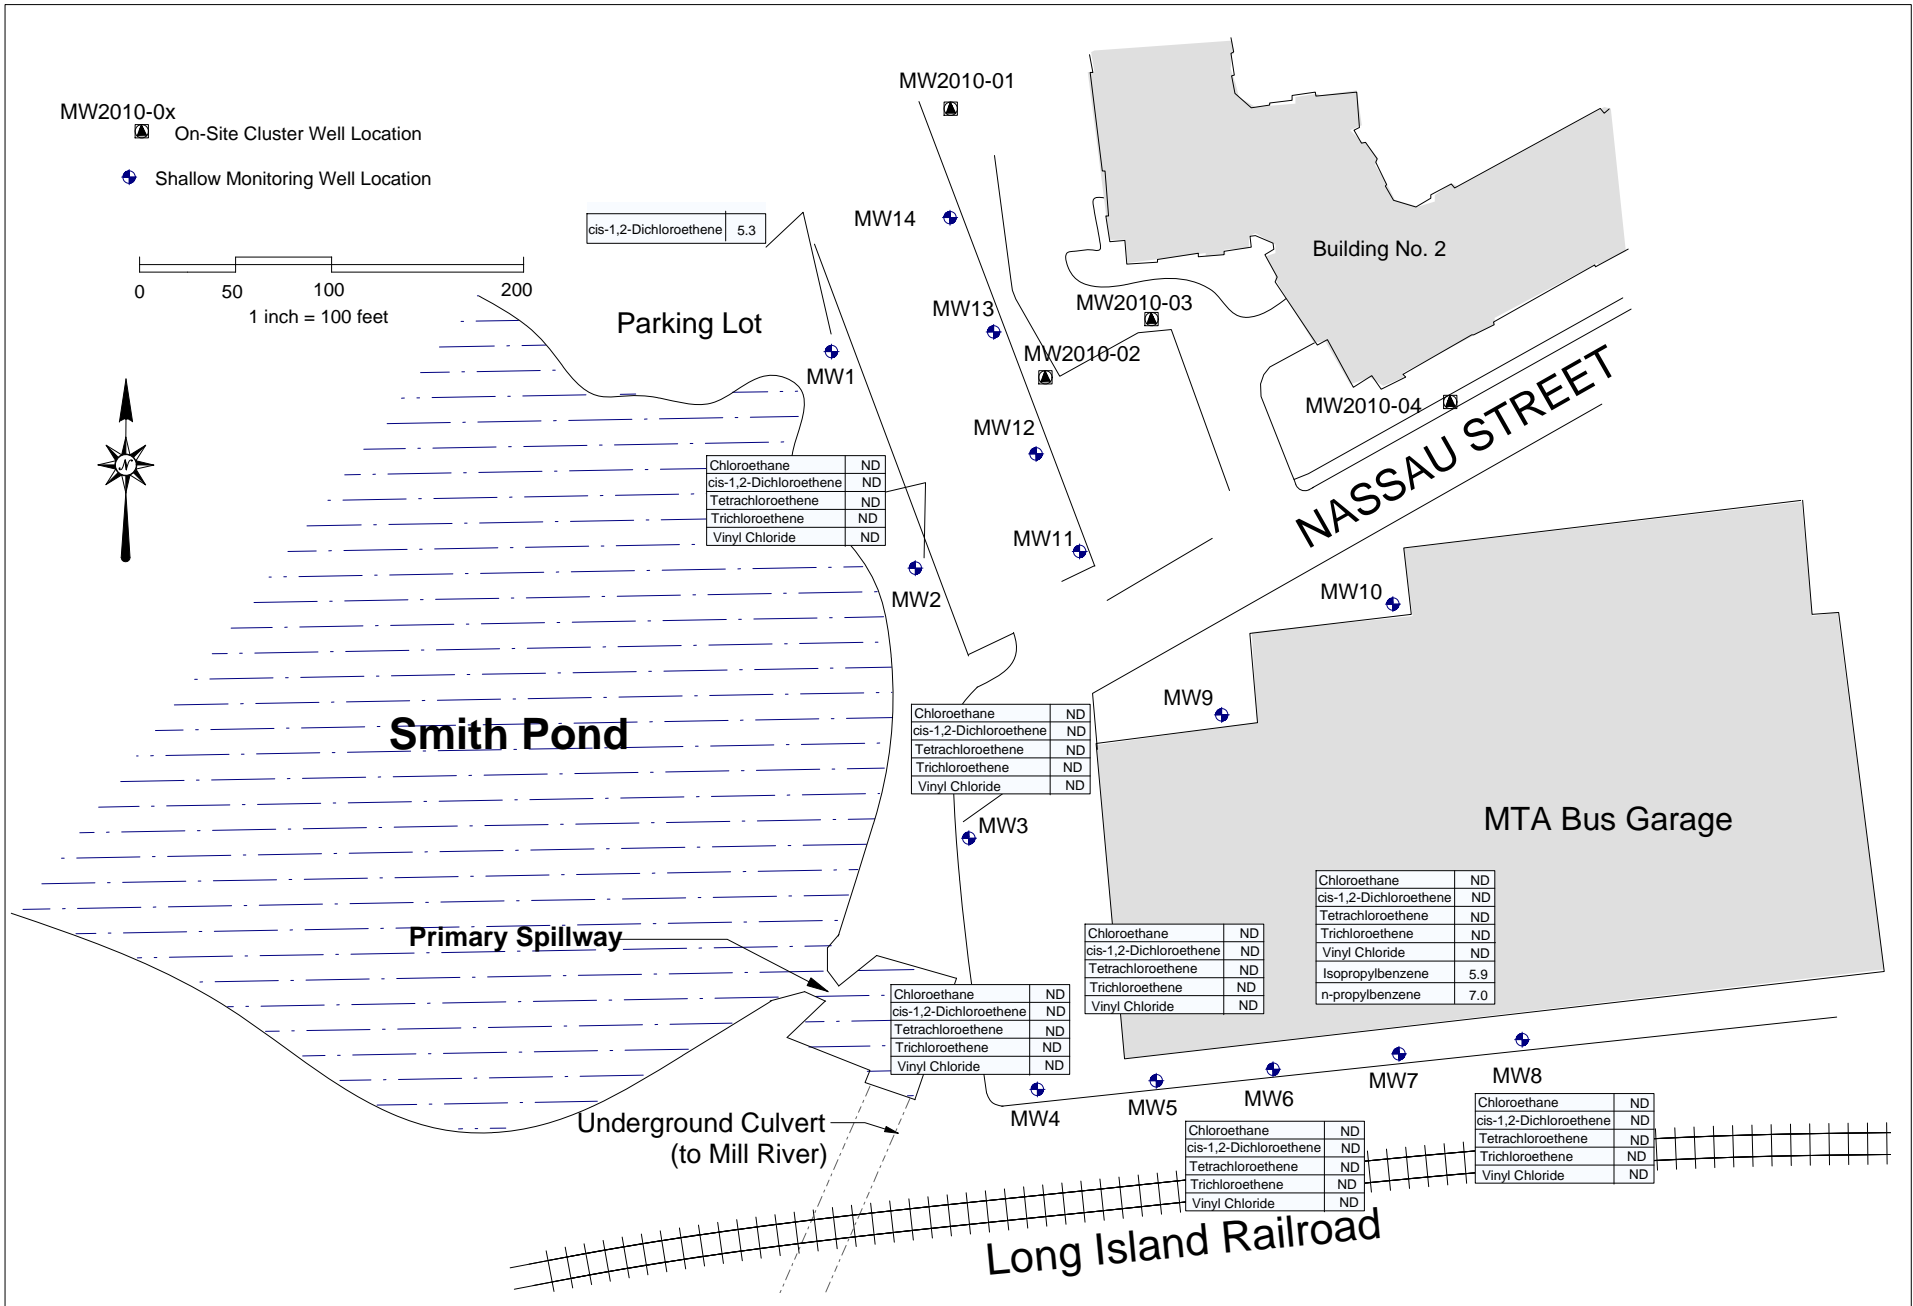 MW2010-0x
On-Site Cluster Well Location
Shallow Monitoring Well Location
0 50 100 200
1 inch = 100 feet
N
cis-1,2-Dichloroethene 5.3
Parking Lot
MW2010-01
MW14
MW13
MW2010-03
MW2010-02
MW1
MW12
MW11
Building No. 2
MW2010-04
NASSAU STREET
Chloroethane ND
cis-1,2-Dichloroethene ND
Tetrachloroethene ND
Trichloroethene ND
Vinyl Chloride ND
MW2
MW10
MW9
Smith Pond
Chloroethane ND
cis-1,2-Dichloroethene ND
Tetrachloroethene ND
Trichloroethene ND
Vinyl Chloride ND
MW3
MTA Bus Garage
Primary Spillway
Chloroethane ND
cis-1,2-Dichloroethene ND
Tetrachloroethene ND
Trichloroethene ND
Vinyl Chloride ND
Chloroethane ND
cis-1,2-Dichloroethene ND
Tetrachloroethene ND
Trichloroethene ND
Vinyl Chloride ND
Chloroethane ND
cis-1,2-Dichloroethene ND
Tetrachloroethene ND
Trichloroethene ND
Vinyl Chloride ND
Isopropylbenzene 5.9
n-propylbenzene 7.0
MW4
MW5
MW6
MW7
MW8
Underground Culvert
(to Mill River)
Chloroethane ND
cis-1,2-Dichloroethene ND
Tetrachloroethene ND
Trichloroethene ND
Vinyl Chloride ND
Chloroethane ND
cis-1,2-Dichloroethene ND
Tetrachloroethene ND
Trichloroethene ND
Vinyl Chloride ND
Long Island Railroad